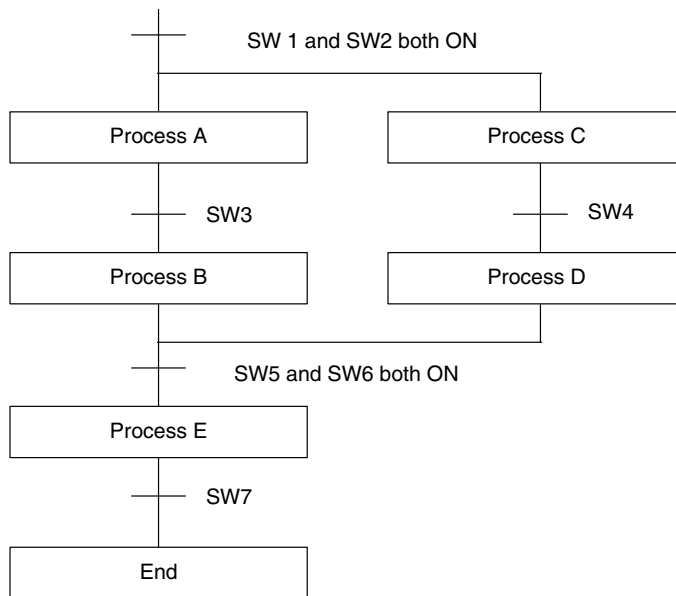 SW 1 and SW2 both ON
Process A
Process C
SW3
SW4
Process B
Process D
SW5 and SW6 both ON
Process E
SW7
End